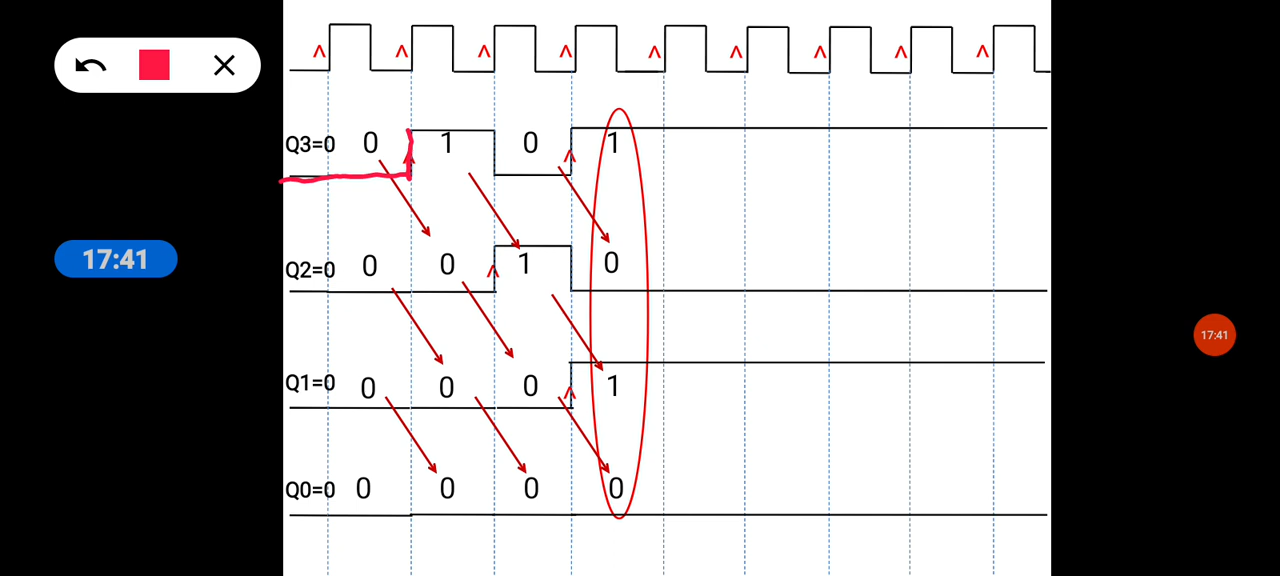 ^ ^ ^ ^ ^ ^ ^ ^ ^
Q3=0 0 1 0 1
17:41
Q2=0 0 0 1 0
17:41
Q1=0 0 0 0 1
Q0=0 0 0 0 0